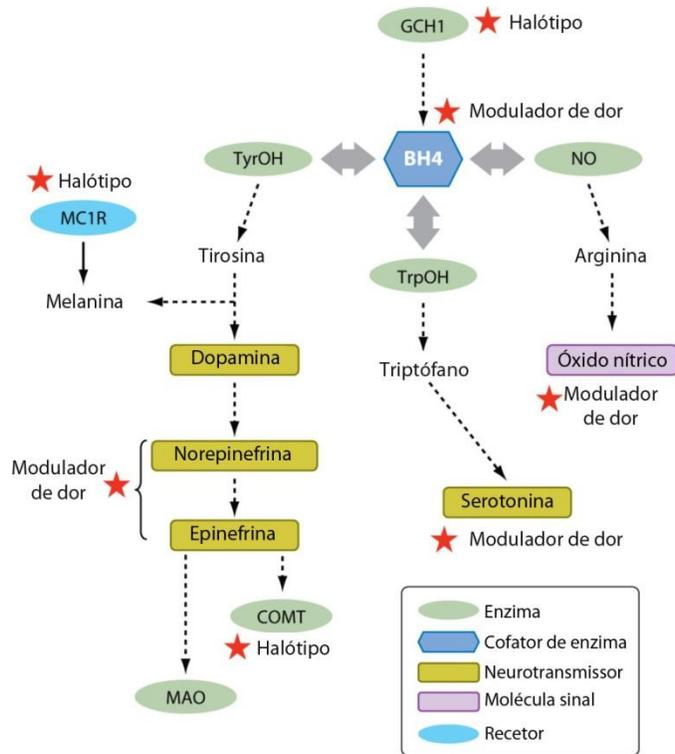 GCH1
Halótipo
Modulador de dor
TyrOH
BH4
NO
Halótipo
MC1R
Tirosina
TrpOH
Arginina
Melanina
Dopamina
Triptófano
Óxido nítrico
Modulador
de dor
Norepinefrina
Modulador
de dor
Serotonina
Epinefrina
Modulador de dor
COMT
Halótipo
MAO
Enzima
Cofator de enzima
Neurotransmissor
Molécula sinal
Recetor